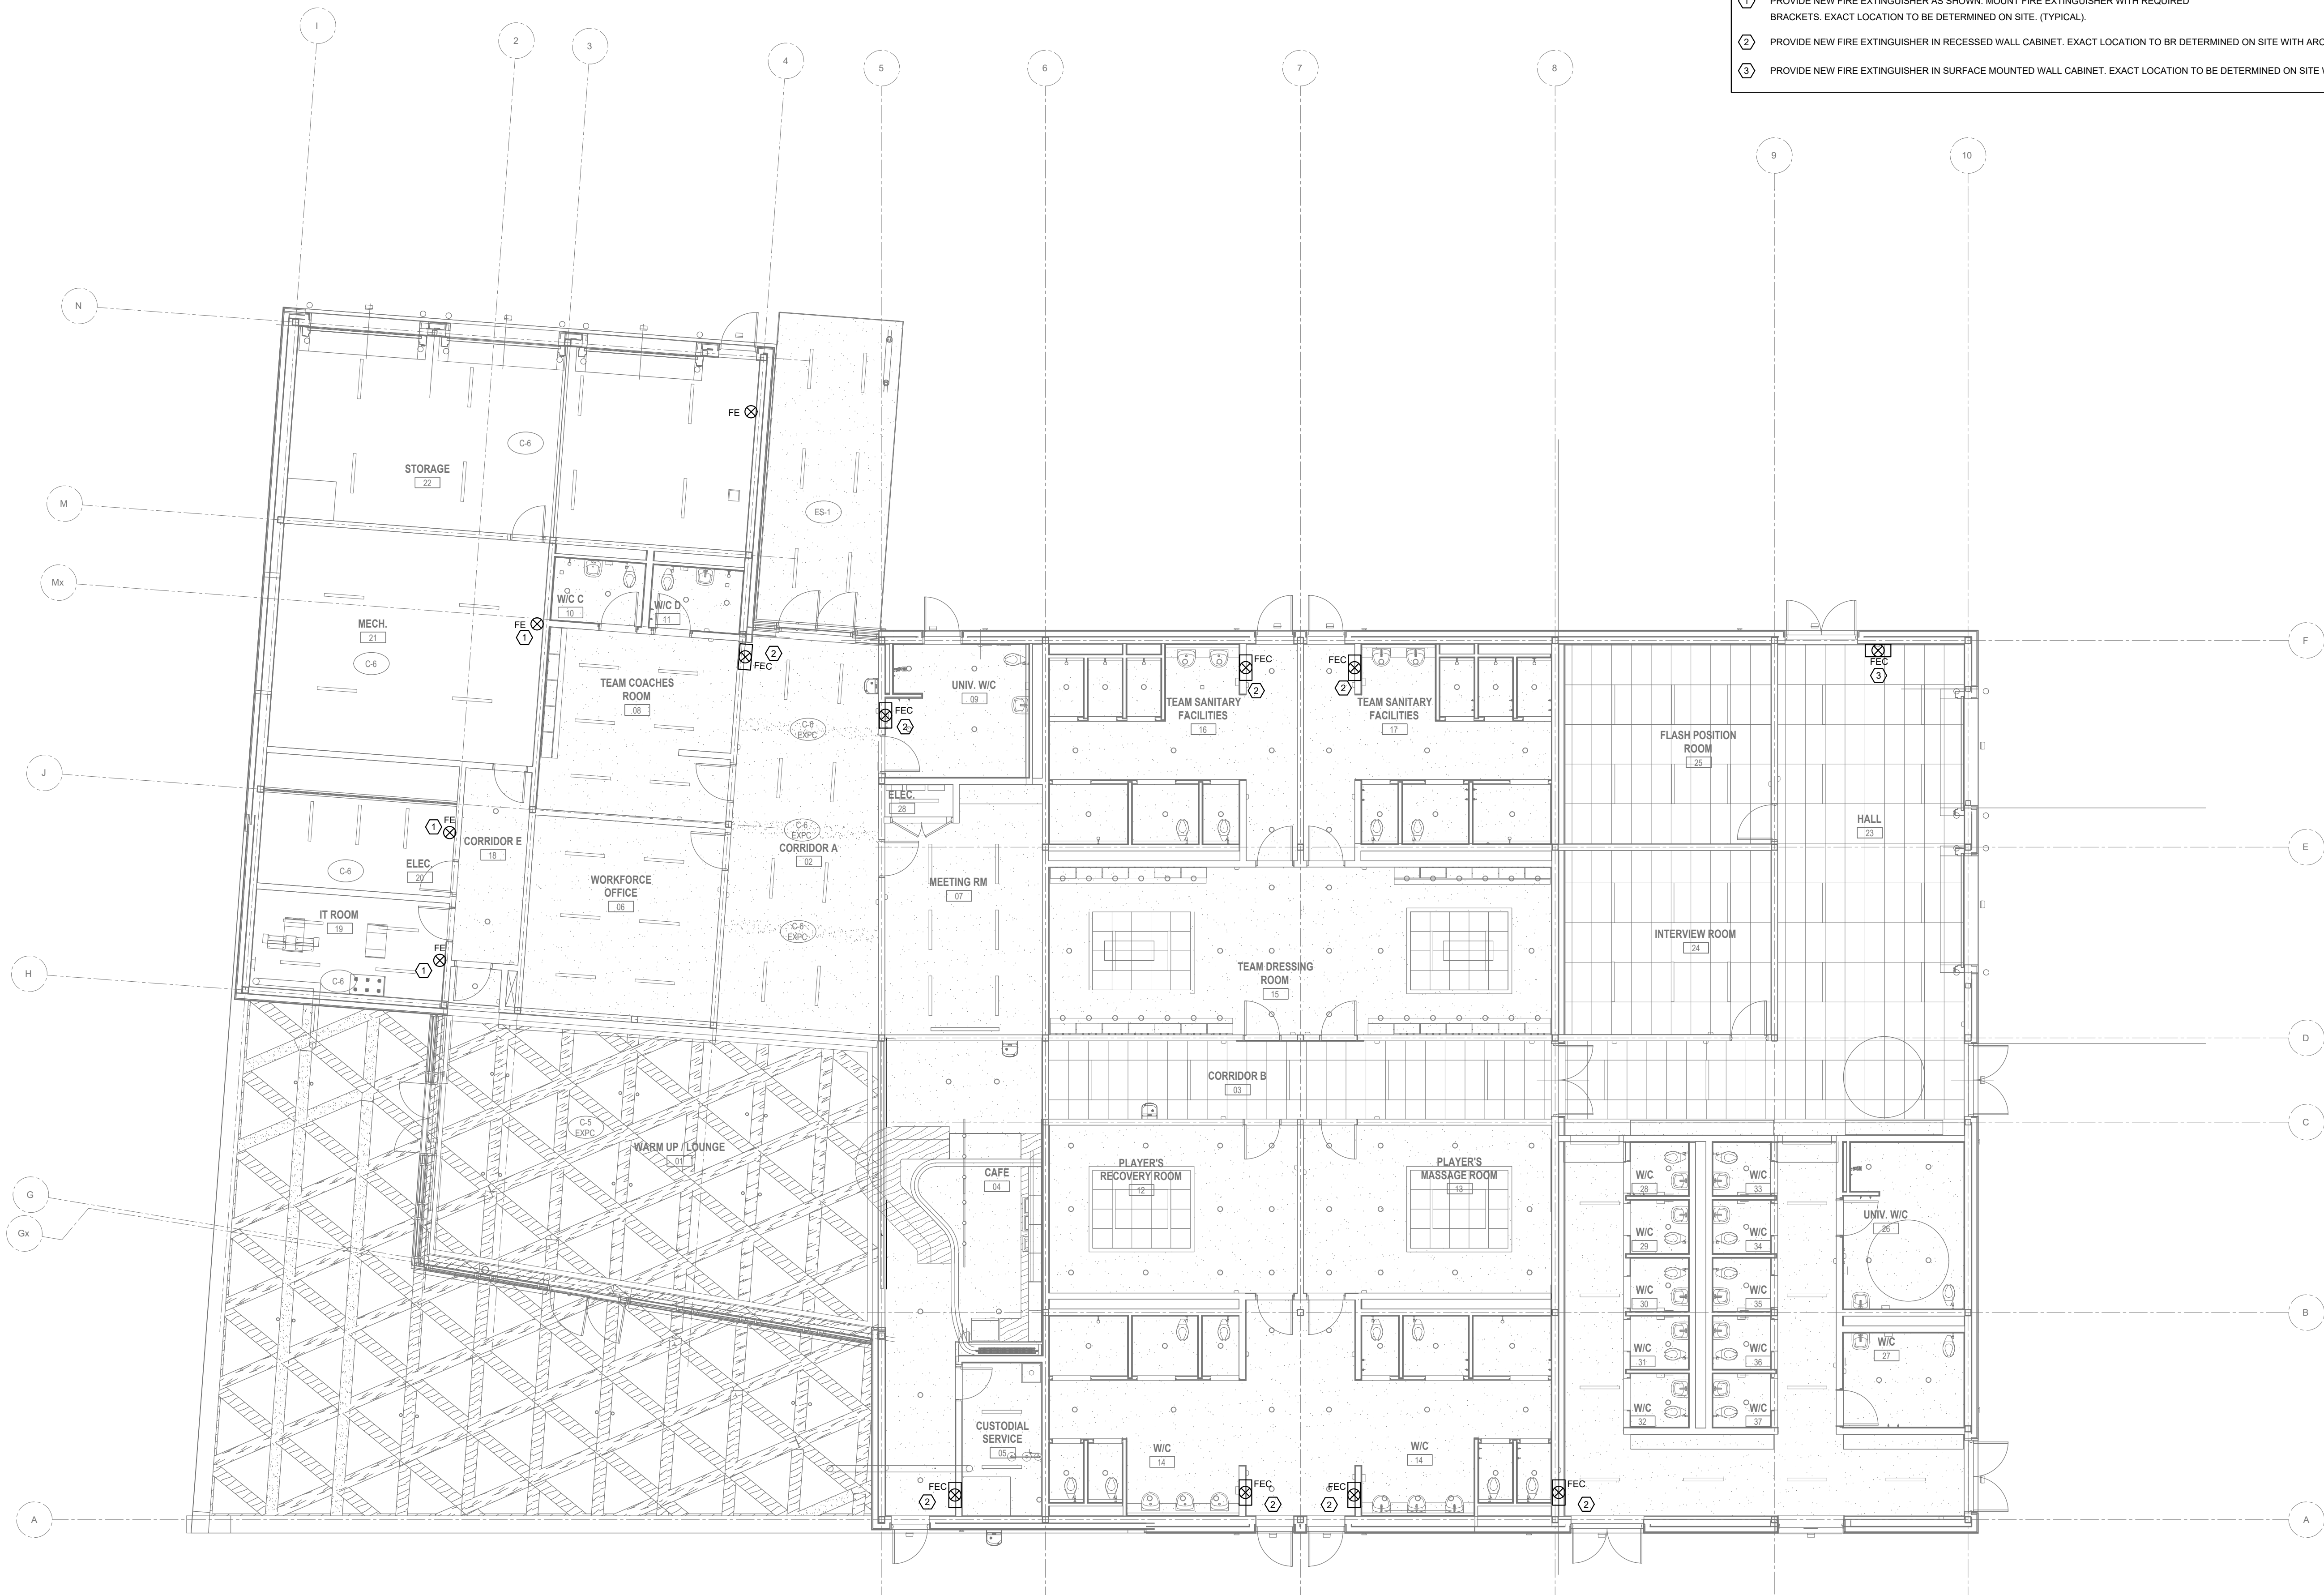 1 PROVIDE NEW FIRE EXTINGUISHER AS SHOWN. MOUNT FIRE EXTINGUISHER WITH REQUIRED
BRACKETS. EXACT LOCATION TO BE DETERMINED ON SITE. (TYPICAL).
2 PROVIDE NEW FIRE EXTINGUISHER IN RECESSED WALL CABINET. EXACT LOCATION TO BR DETERMINED ON SITE WITH ARC
3 PROVIDE NEW FIRE EXTINGUISHER IN SURFACE MOUNTED WALL CABINET. EXACT LOCATION TO BE DETERMINED ON SITE
I
2
3
4
5
6
7
8
9
10
N
M
Mx
J
H
G
Gx
A
F
E
D
C
B
A
FE
C-6
STORAGE
22
ES-1
W/C C
10
W/C D
11
MECH.
21
C-6
FE
1
2
FEC
TEAM COACHES
ROOM
08
C-6
EXPC
FEC
2
UNIV. W/C
09
FEC
2
TEAM SANITARY
FACILITIES
16
FEC
2
TEAM SANITARY
FACILITIES
17
FEC
3
FLASH POSITION
ROOM
25
ELEC.
28
1
FE
CORRIDOR E
18
C-6
EXPC
CORRIDOR A
02
HALL
23
C-6
ELEC.
20
WORKFORCE
OFFICE
06
MEETING RM
07
IT ROOM
19
C-6
EXPC
INTERVIEW ROOM
24
FE
1
C-6
TEAM DRESSING
ROOM
15
CORRIDOR B
03
C-5
EXPC
WARM UP / LOUNGE
01
CAFE
04
PLAYER'S
RECOVERY ROOM
12
PLAYER'S
MASSAGE ROOM
13
W/C
28
W/C
33
W/C
29
W/C
34
UNIV. W/C
26
W/C
30
W/C
35
W/C
31
W/C
36
W/C
27
W/C
32
W/C
37
CUSTODIAL
SERVICE
05
W/C
14
W/C
14
FEC
2
FEC
2
FEC
2
FEC
2